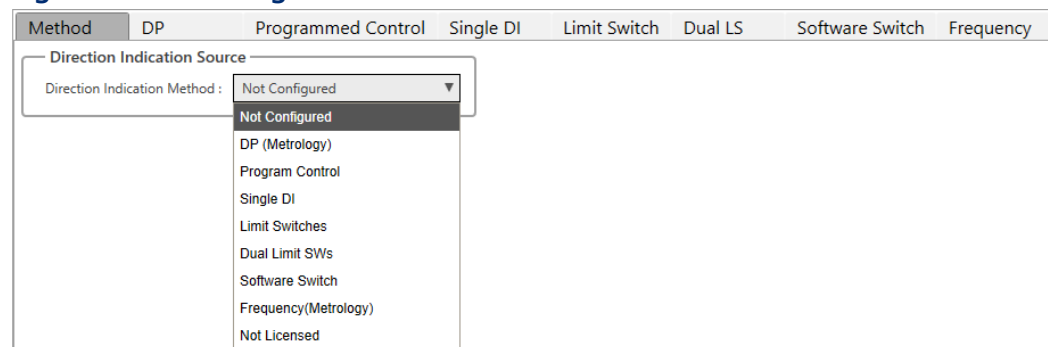 Method DP Programmed Control Single DI Limit Switch Dual LS Software Switch Frequency
Direction Indication Source
Direction Indication Method : Not Configured ▼
Not Configured
DP (Metrology)
Program Control
Single DI
Limit Switches
Dual Limit SWs
Software Switch
Frequency(Metrology)
Not Licensed